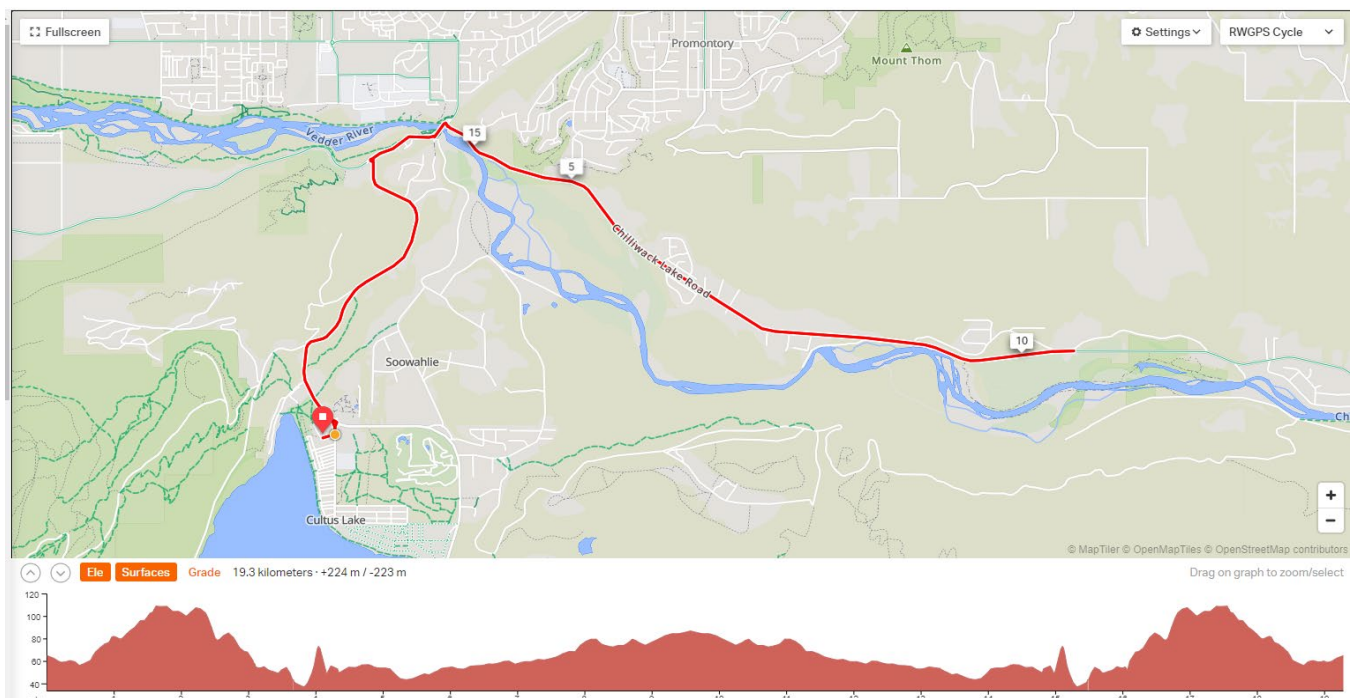 Fullscreen
Promontory
Mount Thom
Settings
RWGPS Cycle
Vedder River
15
5
Chilliwack Lake Road
10
Soowahlie
Ch
Cultus Lake
+
−
© MapTiler © OpenMapTiles © OpenStreetMap contributors
Ele Surfaces Grade 19.3 kilometers · +224 m / -223 m
Drag on graph to zoom/select
120
100
80
60
40